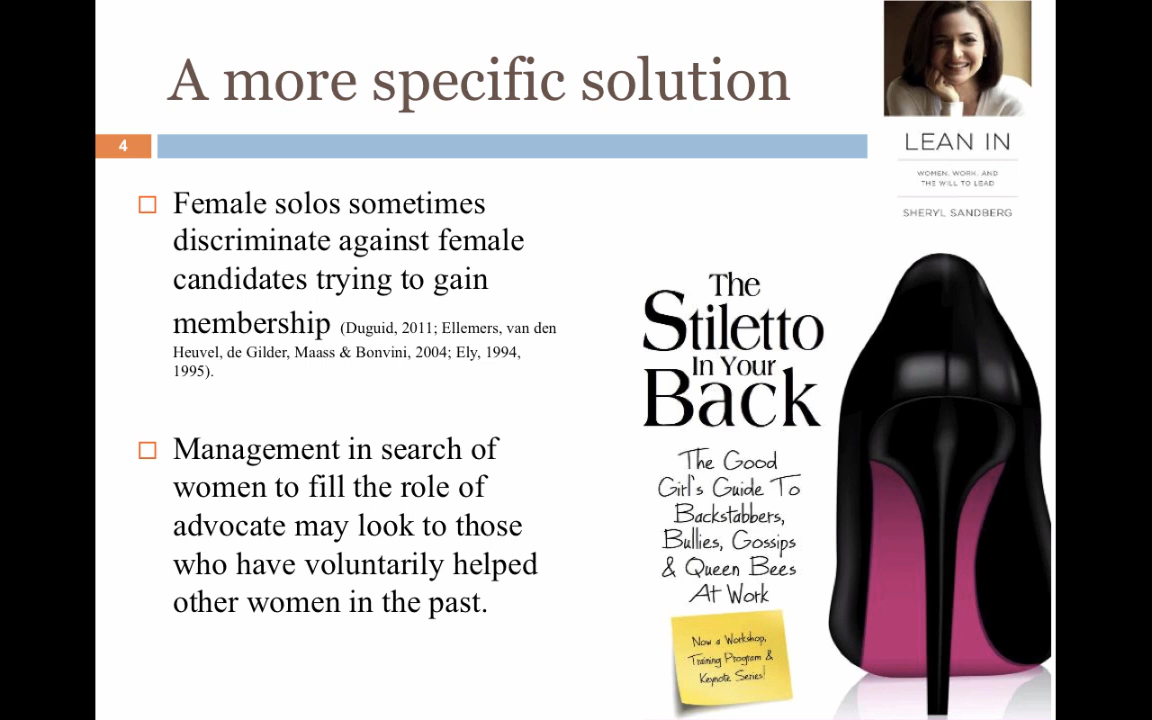 A more specific solution
4
Female solos sometimes
discriminate against female
candidates trying to gain
membership (Duguid, 2011; Ellemers, van den
Heuvel, de Gilder, Maass & Bonvini, 2004; Ely, 1994,
1995).
Management in search of
women to fill the role of
advocate may look to those
who have voluntarily helped
other women in the past.
LEAN IN
WOMEN, WORK, AND
THE WILL TO LEAD
SHERYL SANDBERG
The
Stiletto
In Your
Back
The Good
Girl's Guide To
Backstabbers,
Bullies, Gossips
& Queen Bees
At Work
Now a Workshop,
Training Program &
Keynote Series!